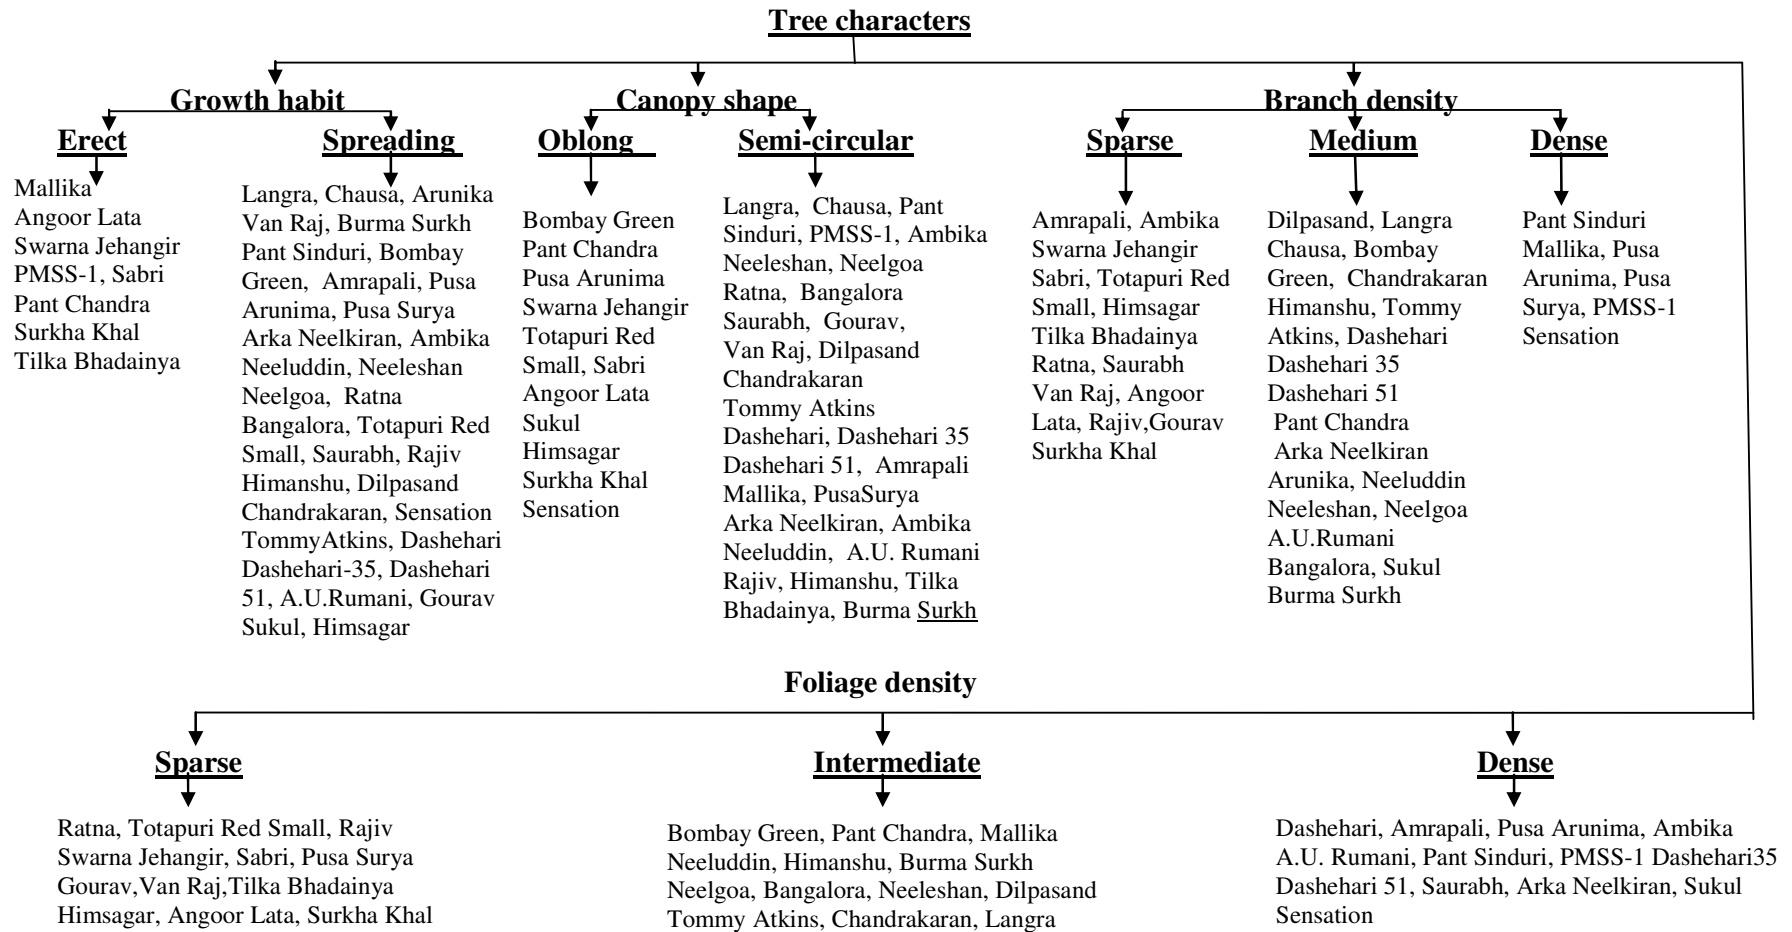 Tree characters
Growth habit
Canopy shape
Branch density
Erect
Spreading
Oblong
Semi-circular
Sparse
Medium
Dense
Mallika
Angoor Lata
Swarna Jehangir
PMSS-1, Sabri
Pant Chandra
Surkha Khal
Tilka Bhadainya
Langra, Chausa, Arunika
Van Raj, Burma Surkh
Pant Sinduri, Bombay
Green, Amrapali, Pusa
Arunima, Pusa Surya
Arka Neelkiran, Ambika
Neeluddin, Neeleshan
Neelgoa, Ratna
Bangalora, Totapuri Red
Small, Saurabh, Rajiv
Himanshu, Dilpasand
Chandrakaran, Sensation
TommyAtkins, Dashehari
Dashehari-35, Dashehari
51, A.U.Rumani, Gourav
Sukul, Himsagar
Bombay Green
Pant Chandra
Pusa Arunima
Swarna Jehangir
Totapuri Red
Small, Sabri
Angoor Lata
Sukul
Himsagar
Surkha Khal
Sensation
Langra, Chausa, Pant
Sinduri, PMSS-1, Ambika
Neeleshan, Neelgoa
Ratna, Bangalora
Saurabh, Gourav,
Van Raj, Dilpasand
Chandrakaran
Tommy Atkins
Dashehari, Dashehari 35
Dashehari 51, Amrapali
Mallika, PusaSurya
Arka Neelkiran, Ambika
Neeluddin, A.U. Rumani
Rajiv, Himanshu, Tilka
Bhadainya, Burma Surkh
Amrapali, Ambika
Swarna Jehangir
Sabri, Totapuri Red
Small, Himsagar
Tilka Bhadainya
Ratna, Saurabh
Van Raj, Angoor
Lata, Rajiv,Gourav
Surkha Khal
Dilpasand, Langra
Chausa, Bombay
Green, Chandrakaran
Himanshu, Tommy
Atkins, Dashehari
Dashehari 35
Dashehari 51
Pant Chandra
Arka Neelkiran
Arunika, Neeluddin
Neeleshan, Neelgoa
A.U.Rumani
Bangalora, Sukul
Burma Surkh
Pant Sinduri
Mallika, Pusa
Arunima, Pusa
Surya, PMSS-1
Sensation
Foliage density
Sparse
Intermediate
Dense
Ratna, Totapuri Red Small, Rajiv
Swarna Jehangir, Sabri, Pusa Surya
Gourav,Van Raj,Tilka Bhadainya
Himsagar, Angoor Lata, Surkha Khal
Bombay Green, Pant Chandra, Mallika
Neeluddin, Himanshu, Burma Surkh
Neelgoa, Bangalora, Neeleshan, Dilpasand
Tommy Atkins, Chandrakaran, Langra
Dashehari, Amrapali, Pusa Arunima, Ambika
A.U. Rumani, Pant Sinduri, PMSS-1 Dashehari35
Dashehari 51, Saurabh, Arka Neelkiran, Sukul
Sensation